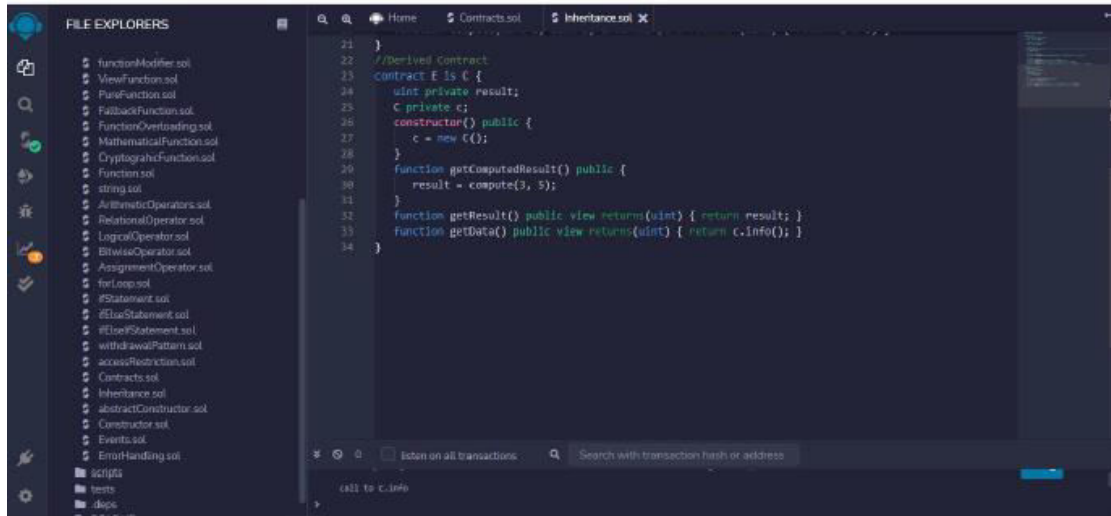 FILE EXPLORERS
functionModifier.sol
ViewFunction.sol
PureFunction.sol
FallbackFunction.sol
FunctionOverloading.sol
MathematicalFunction.sol
CryptograhicFunction.sol
Function.sol
string.sol
ArithmeticOperators.sol
RelationalOperator.sol
LogicalOperator.sol
BitwiseOperator.sol
AssignmentOperator.sol
forLoop.sol
ifStatement.sol
ifElseStatement.sol
ifElseIfStatement.sol
withdrawalPattern.sol
accessRestriction.sol
Contracts.sol
Inheritance.sol
abstractConstructor.sol
Constructor.sol
Events.sol
ErrorHandling.sol
scripts
tests
.deps
Home Contracts.sol Inheritance.sol
21 }
22 //Derived Contract
23 contract E is C {
24 uint private result;
25 C private c;
26 constructor() public {
27 c = new C();
28 }
29 function getComputedResult() public {
30 result = compute(3, 5);
31 }
32 function getResult() public view returns(uint) { return result; }
33 function getData() public view returns(uint) { return c.info(); }
34 }
0 listen on all transactions Search with transaction hash or address
call to C.info
>